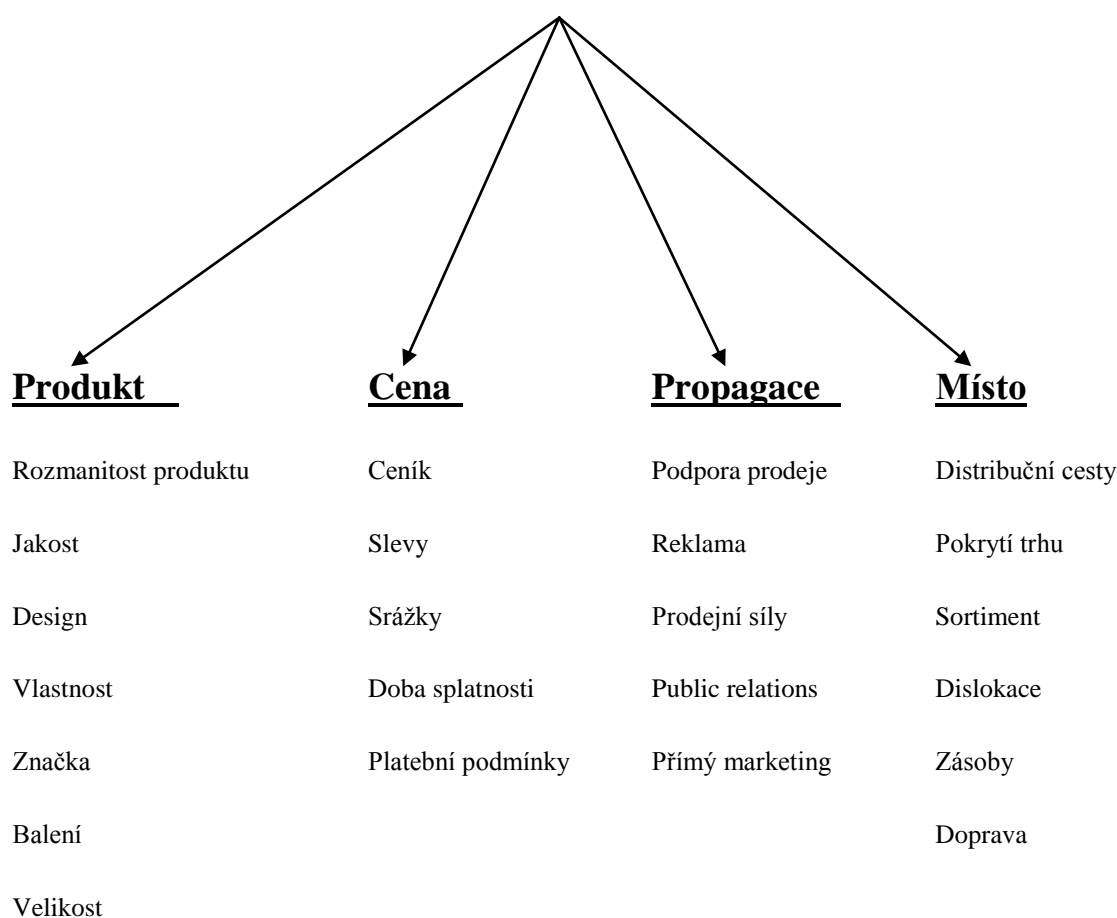 Produkt
Cena
Propagace
Místo
Rozmanitost produktu
Ceník
Podpora prodeje
Distribuční cesty
Jakost
Slevy
Reklama
Pokrytí trhu
Design
Srážky
Prodejní síly
Sortiment
Vlastnost
Doba splatnosti
Public relations
Dislokace
Značka
Platební podmínky
Přímý marketing
Zásoby
Balení
Doprava
Velikost